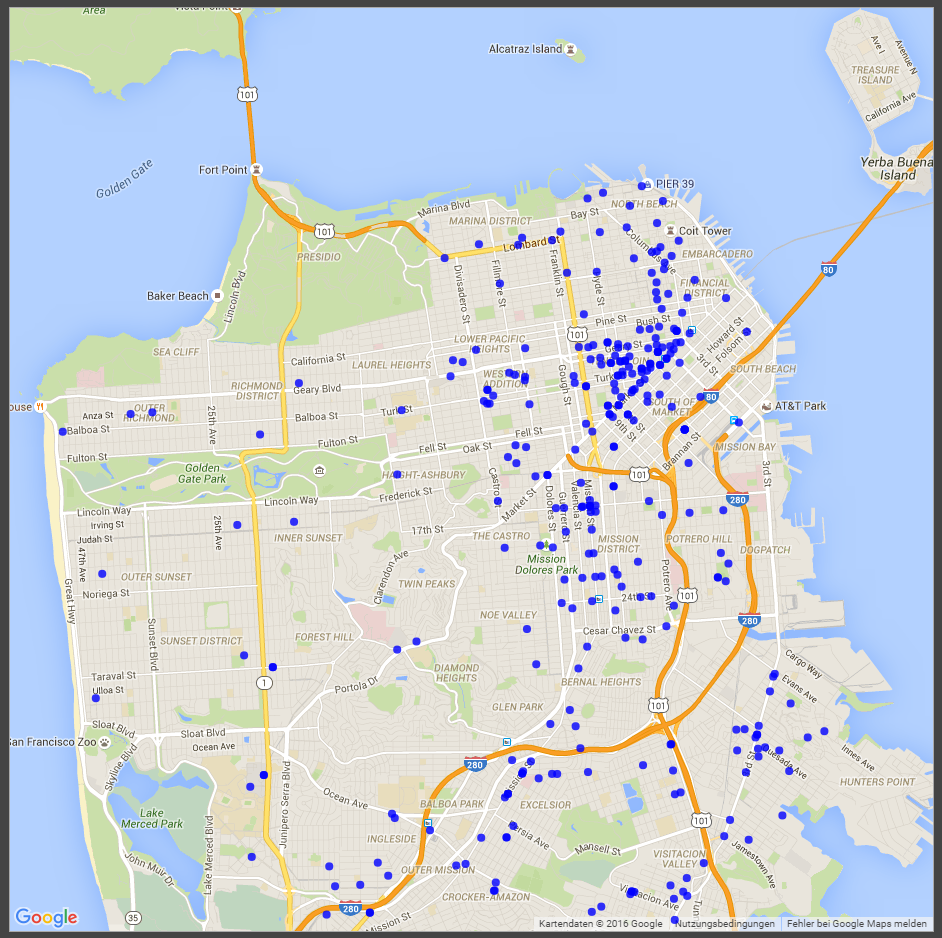 Area
Vista Point
Alcatraz Island
TREASURE
ISLAND
Ave I
Avenue N
California Ave
101
Yerba Buena
Island
Golden Gate
Fort Point
PIER 39
NORTH BEACH
Marina Blvd
MARINA DISTRICT
Bay St
101
Coit Tower
Lombard St
Columbus Ave
PRESIDIO
EMBARCADERO
80
Baker Beach
Lincoln Blvd
Divisadero St
Fillmore St
Franklin St
Hyde St
FINANCIAL
DISTRICT
Pine St
Bush St
Howard St
Folsom
101
SEA CLIFF
California St
LOWER PACIFIC
HEIGHTS
LAUREL HEIGHTS
3rd St
SOUTH BEACH
RICHMOND
DISTRICT
Geary Blvd
WESTERN
ADDITION
Gough St
Turk
80
OUTER
RICHMOND
Anza St
Balboa St
25th Ave
Balboa St
Turk St
SOUTH OF
MARKET
AT&T Park
9th St
Fulton St
Fulton St
Fell St
Oak St
Fell St
Brannan St
MISSION BAY
Golden
Gate Park
HAIGHT-ASHBURY
101
3rd St
Lincoln Way
Lincoln Way
Frederick St
Castro
Market St
280
Irving St
Judah St
25th Ave
INNER SUNSET
17th St
THE CASTRO
Dolores St
Guerrero St
Valencia St
MISSION
DISTRICT
POTRERO HILL
DOGPATCH
47th Ave
Great Hwy
OUTER SUNSET
Noriega St
Clarendon Ave
TWIN PEAKS
Mission
Dolores Park
Potrero Ave
24th St
101
NOE VALLEY
280
Sunset Blvd
SUNSET DISTRICT
FOREST HILL
Cesar Chavez St
Cargo Way
Taraval St
Ulloa St
1
Portola Dr
DIAMOND
HEIGHTS
BERNAL HEIGHTS
Evans Ave
GLEN PARK
101
Sloat Blvd
Sloat Blvd
San Francisco Zoo
Ocean Ave
Skyline Blvd
280
Innes Ave
HUNTERS POINT
Junipero Serra Blvd
Ocean Ave
BALBOA PARK
EXCELSIOR
Lake
Merced Park
101
Lake Merced Blvd
INGLESIDE
Persia Ave
Mansell St
Jamestown Ave
VISITACION
VALLEY
John Muir Dr
OUTER MISSION
CROCKER-AMAZON
Visitacion Ave
35
280
Mission St
Google
Kartendaten © 2016 Google
Nutzungsbedingungen
Fehler bei Google Maps melden